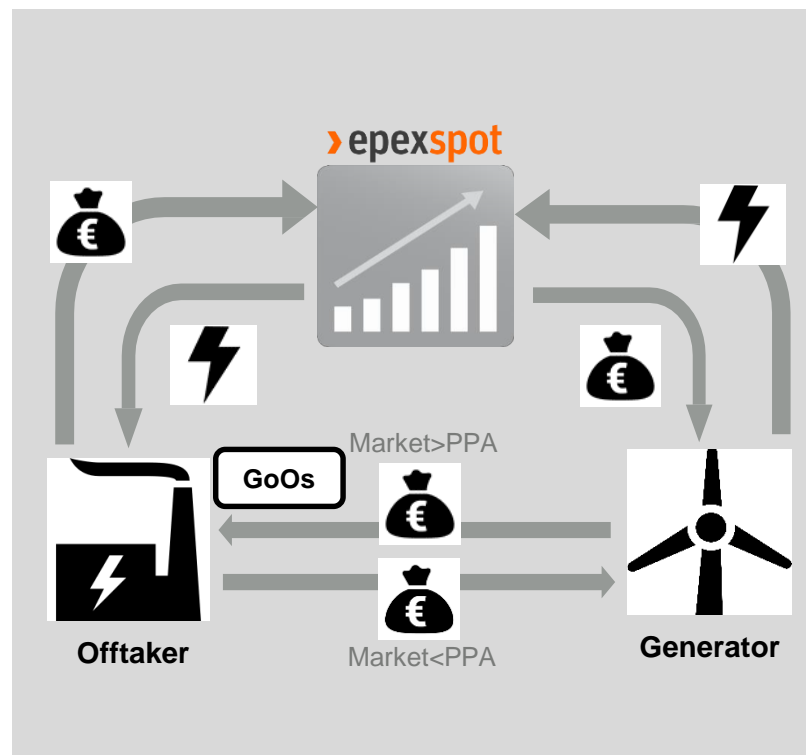 epexspot
€
€
Market>PPA
GoOs
€
€
Offtaker
Generator
Market<PPA